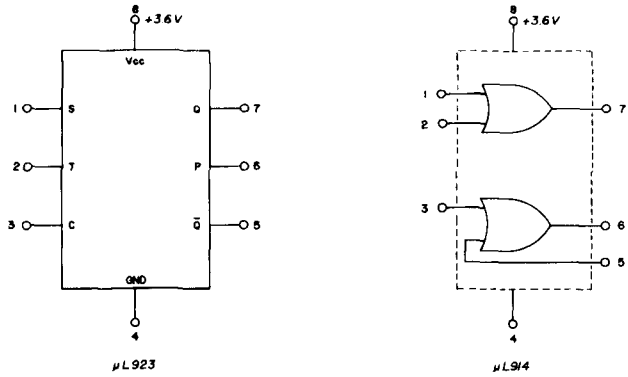 8
+3.6V
Vcc
1 S Q 7
2 T P 6
3 C Q̅ 5
GND
4
μL923
8
+3.6V
1
7
2
3
6
5
4
μL914